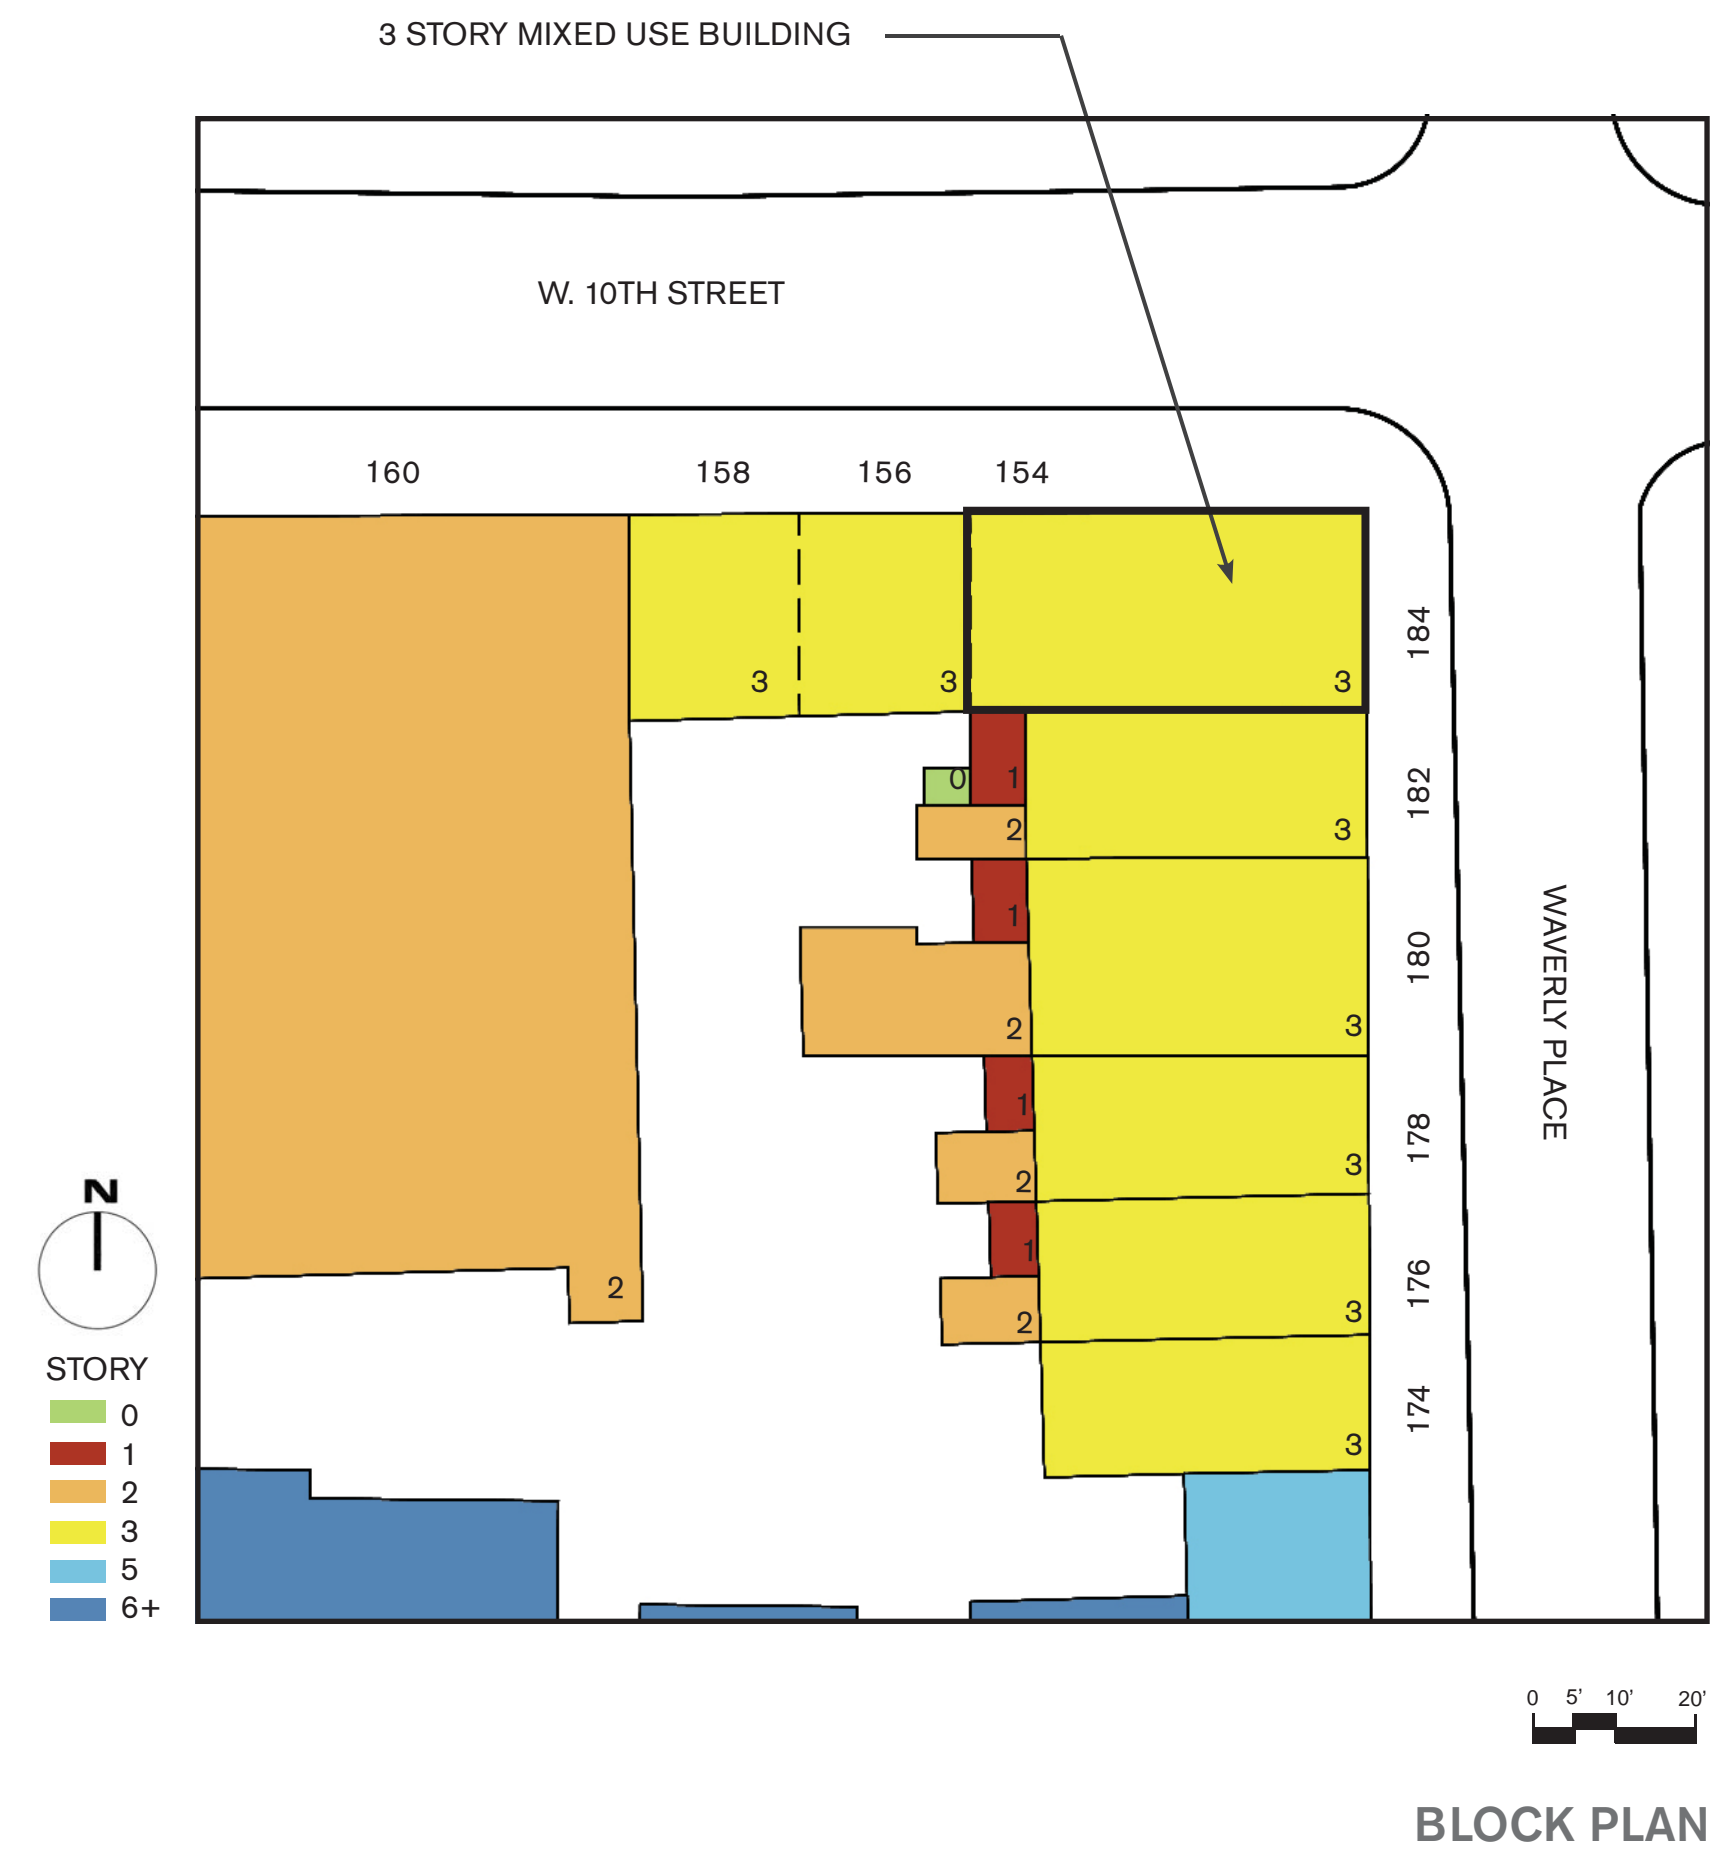 3 STORY MIXED USE BUILDING
W. 10TH STREET
160 158 156 154
3 3 3
184
0 1
2 3
182
1
2 3
180
1
2 3
178
1
2 3
176
2
3
174
WAVERLY PLACE
N
STORY
0
1
2
3
5
6+
0 5’ 10’ 20’
BLOCK PLAN